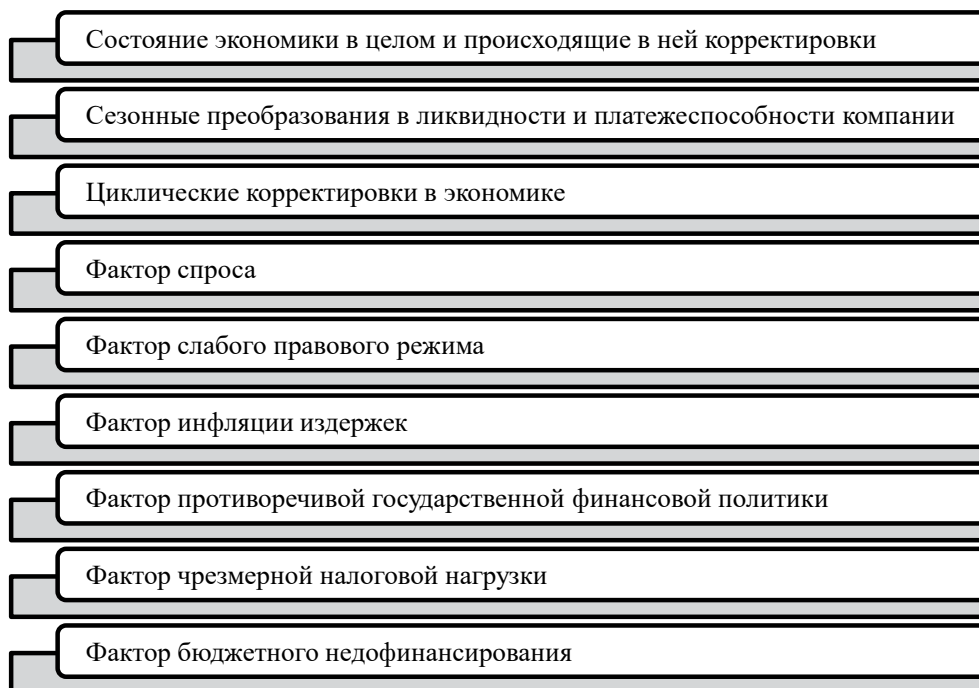 Состояние экономики в целом и происходящие в ней корректировки
Сезонные преобразования в ликвидности и платежеспособности компании
Циклические корректировки в экономике
Фактор спроса
Фактор слабого правового режима
Фактор инфляции издержек
Фактор противоречивой государственной финансовой политики
Фактор чрезмерной налоговой нагрузки
Фактор бюджетного недофинансирования